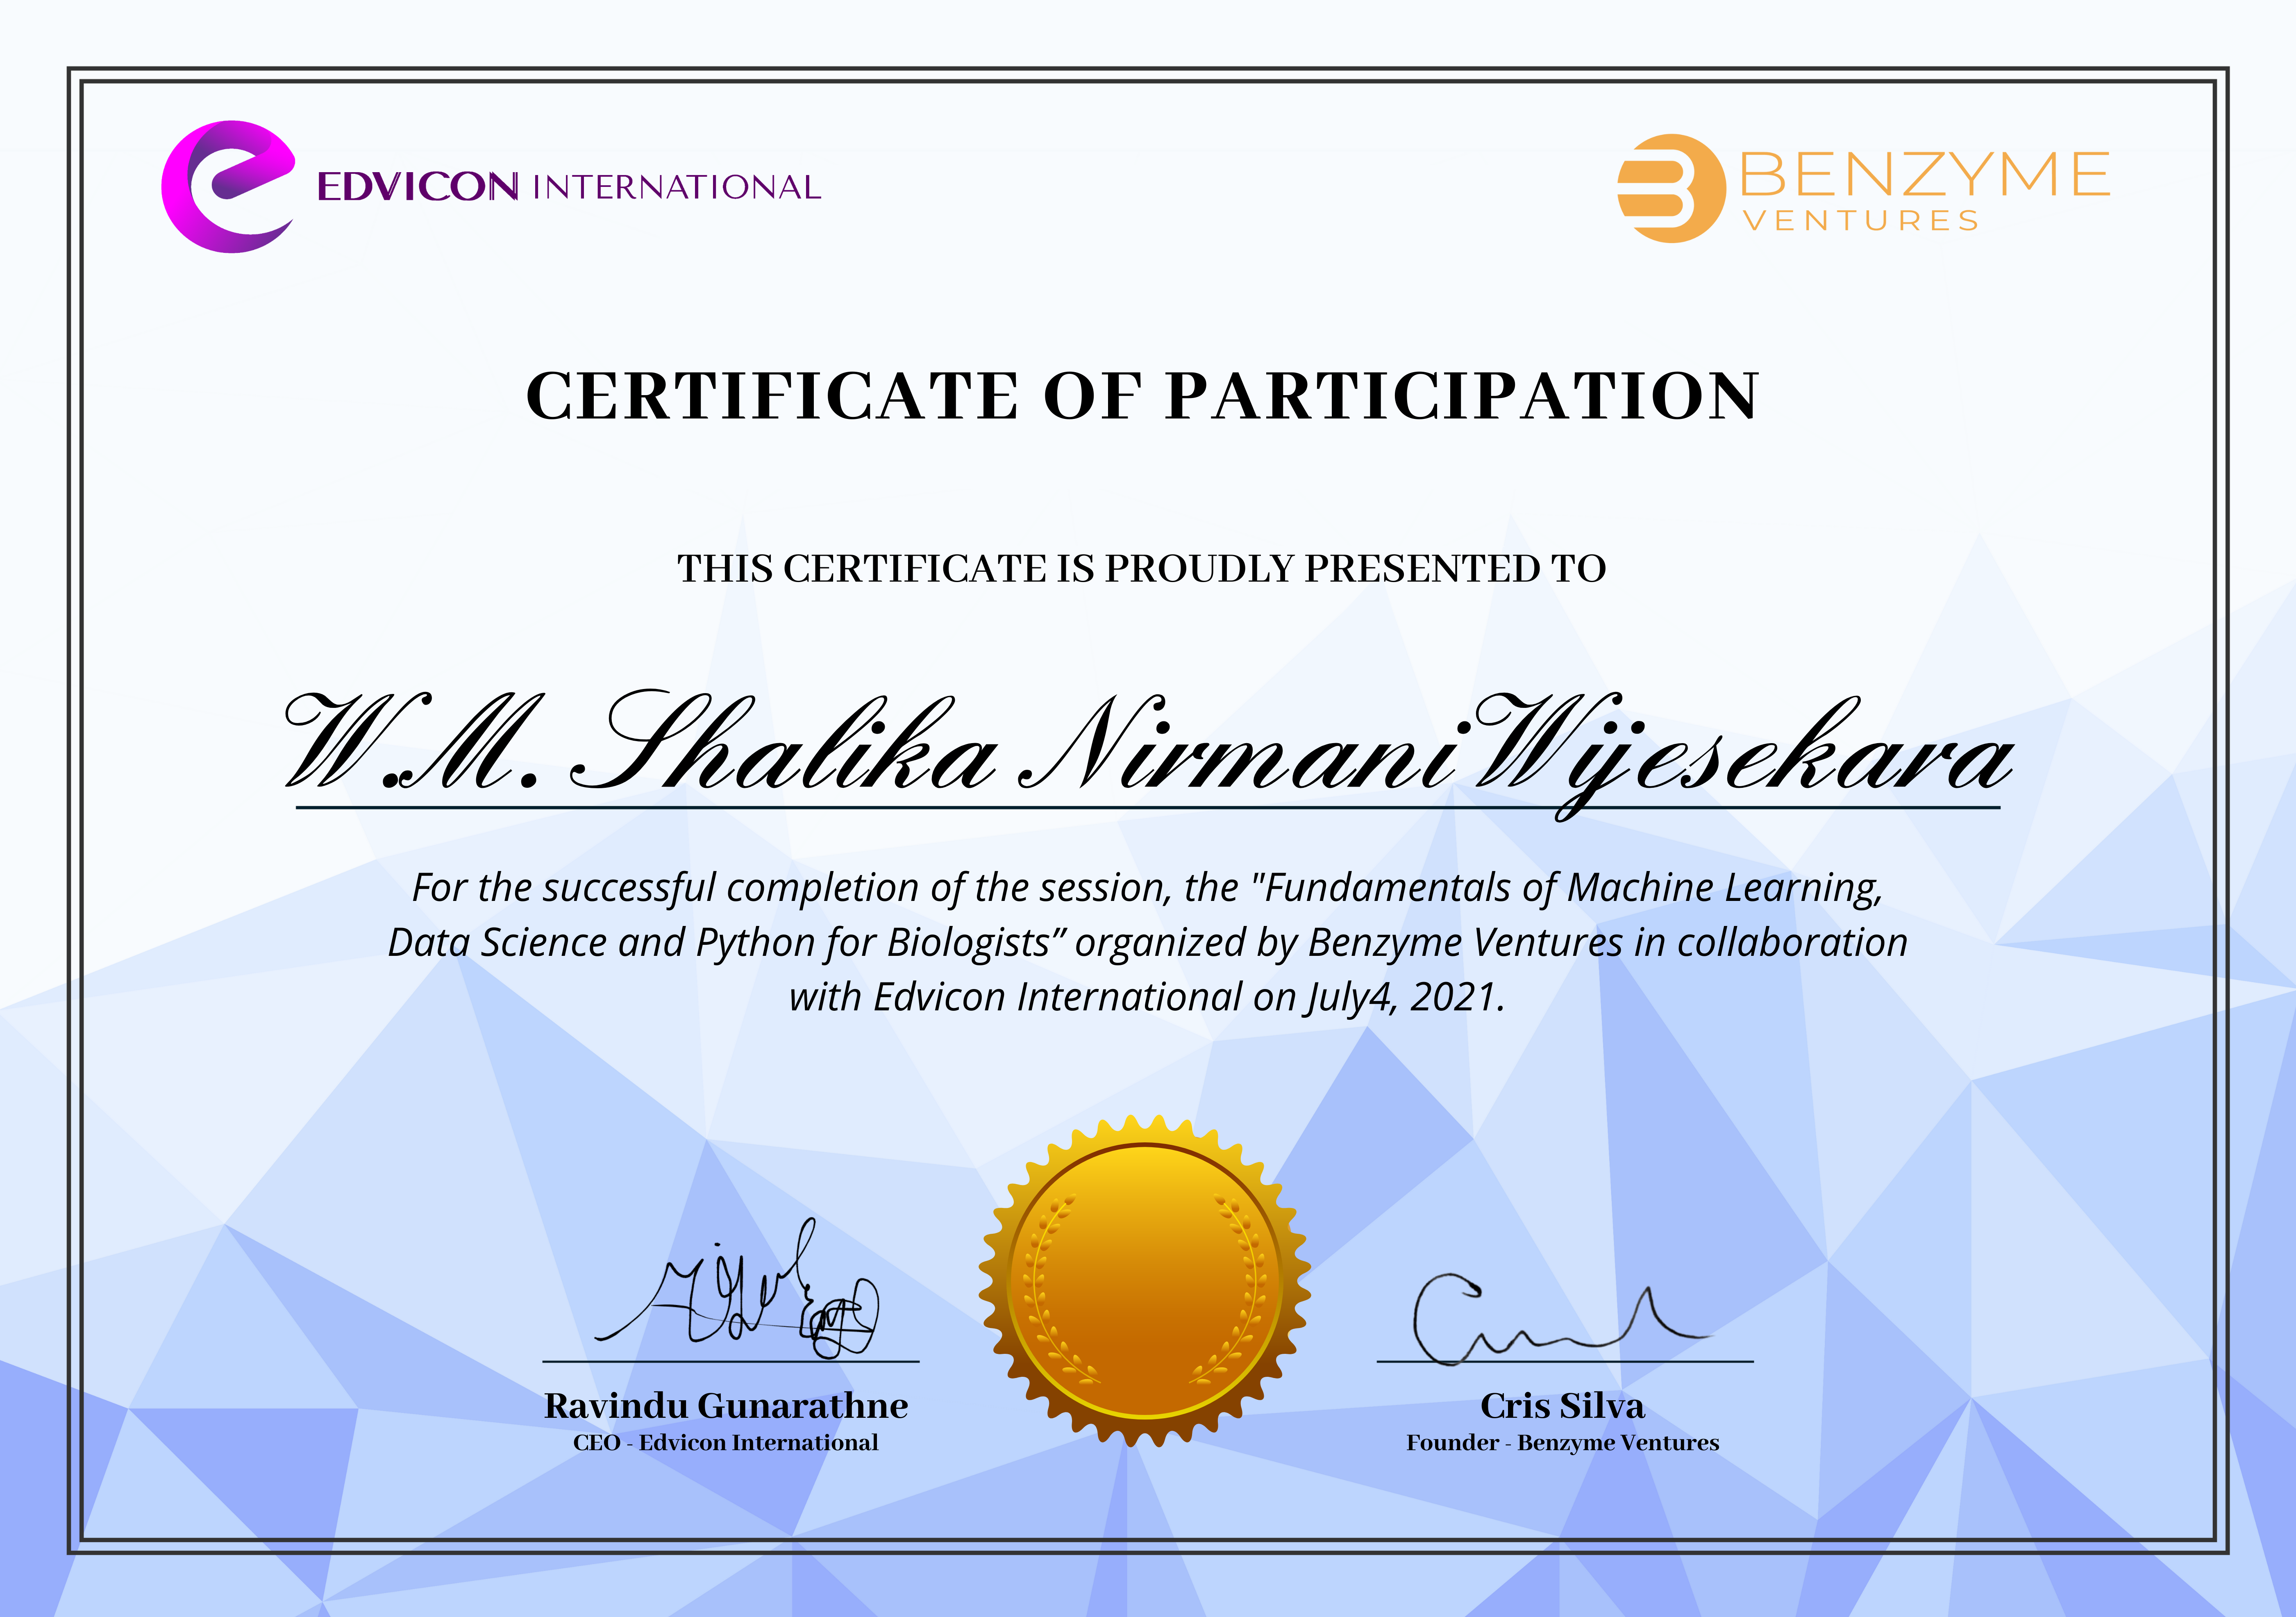 EDVICON INTERNATIONAL
BENZYME
VENTURES
CERTIFICATE OF PARTICIPATION
THIS CERTIFICATE IS PROUDLY PRESENTED TO
W.M. Shalika Nirmani Wijesekara
For the successful completion of the session, the "Fundamentals of Machine Learning,
Data Science and Python for Biologists” organized by Benzyme Ventures in collaboration
with Edvicon International on July4, 2021.
Ravindu Gunarathne
CEO - Edvicon International
Cris Silva
Founder - Benzyme Ventures